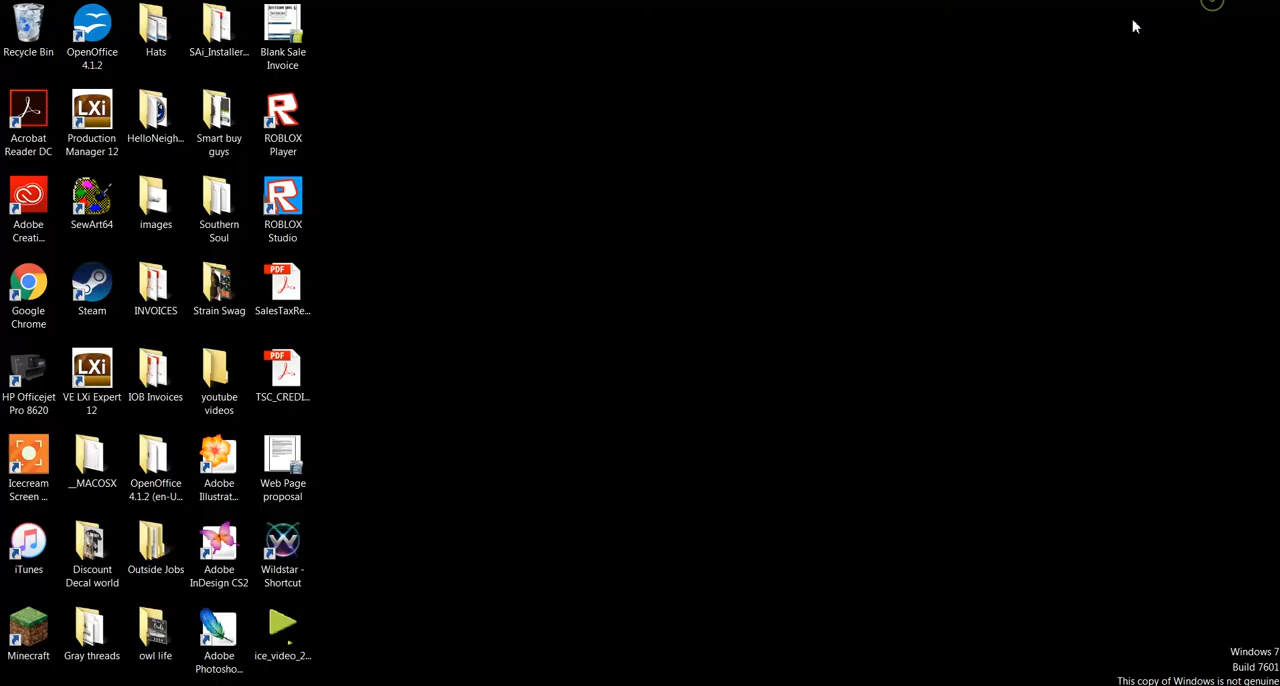 Recycle Bin
OpenOffice
4.1.2
Hats
SAi_Installer...
Blank Sale
Invoice
Acrobat
Reader DC
LXi
Production
Manager 12
HelloNeigh...
Smart buy
guys
ROBLOX
Player
Adobe
Creati...
SewArt64
images
Southern
Soul
ROBLOX
Studio
Google
Chrome
Steam
INVOICES
Strain Swag
PDF
SalesTaxRe...
HP Officejet
Pro 8620
LXi
VE LXi Expert
12
IOB Invoices
youtube
videos
PDF
TSC_CREDI...
Icecream
Screen ...
__MACOSX
OpenOffice
4.1.2 (en-U...
Adobe
Illustrat...
Web Page
proposal
iTunes
Discount
Decal world
Outside Jobs
Adobe
InDesign CS2
Wildstar -
Shortcut
Minecraft
Gray threads
owl life
Adobe
Photosho...
ice_video_2...
Windows 7
Build 7601
This copy of Windows is not genuine